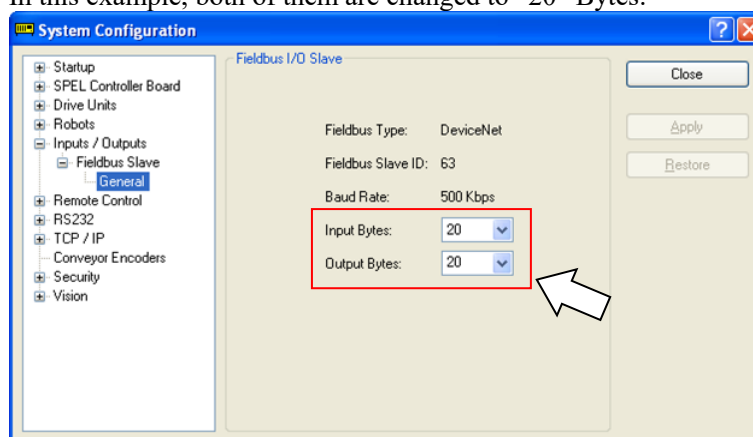 In this example, both of them are changed to "20" Bytes.
System Configuration
Startup
SPEL Controller Board
Drive Units
Robots
Inputs / Outputs
Fieldbus Slave
General
Remote Control
RS232
TCP / IP
Conveyor Encoders
Security
Vision
Fieldbus I/O Slave
Fieldbus Type: DeviceNet
Fieldbus Slave ID: 63
Baud Rate: 500 Kbps
Input Bytes: 20
Output Bytes: 20
Close
Apply
Restore